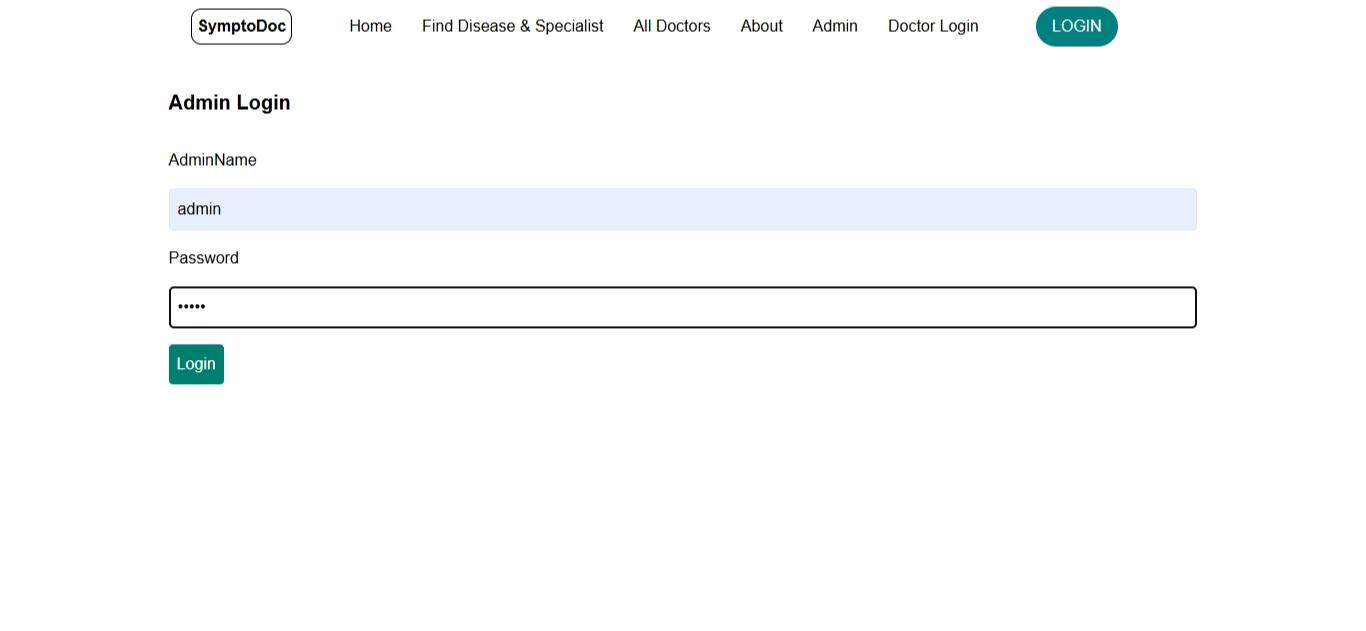 SymptoDoc Home Find Disease & Specialist All Doctors About Admin Doctor Login LOGIN
Admin Login
AdminName
admin
Password
•••••
Login